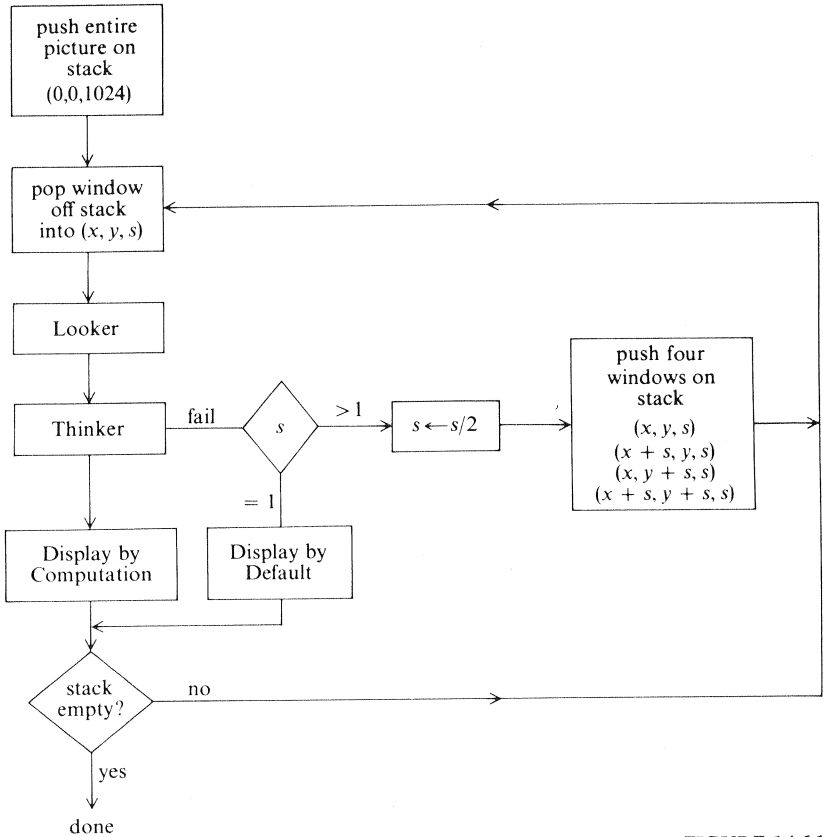 push entire
picture on
stack
(0,0,1024)
pop window
off stack
into (x, y, s)
Looker
Thinker
fail
s
> 1
s ← s/2
push four
windows on
stack
(x, y, s)
(x + s, y, s)
(x, y + s, s)
(x + s, y + s, s)
= 1
Display by
Computation
Display by
Default
stack
empty?
no
yes
done